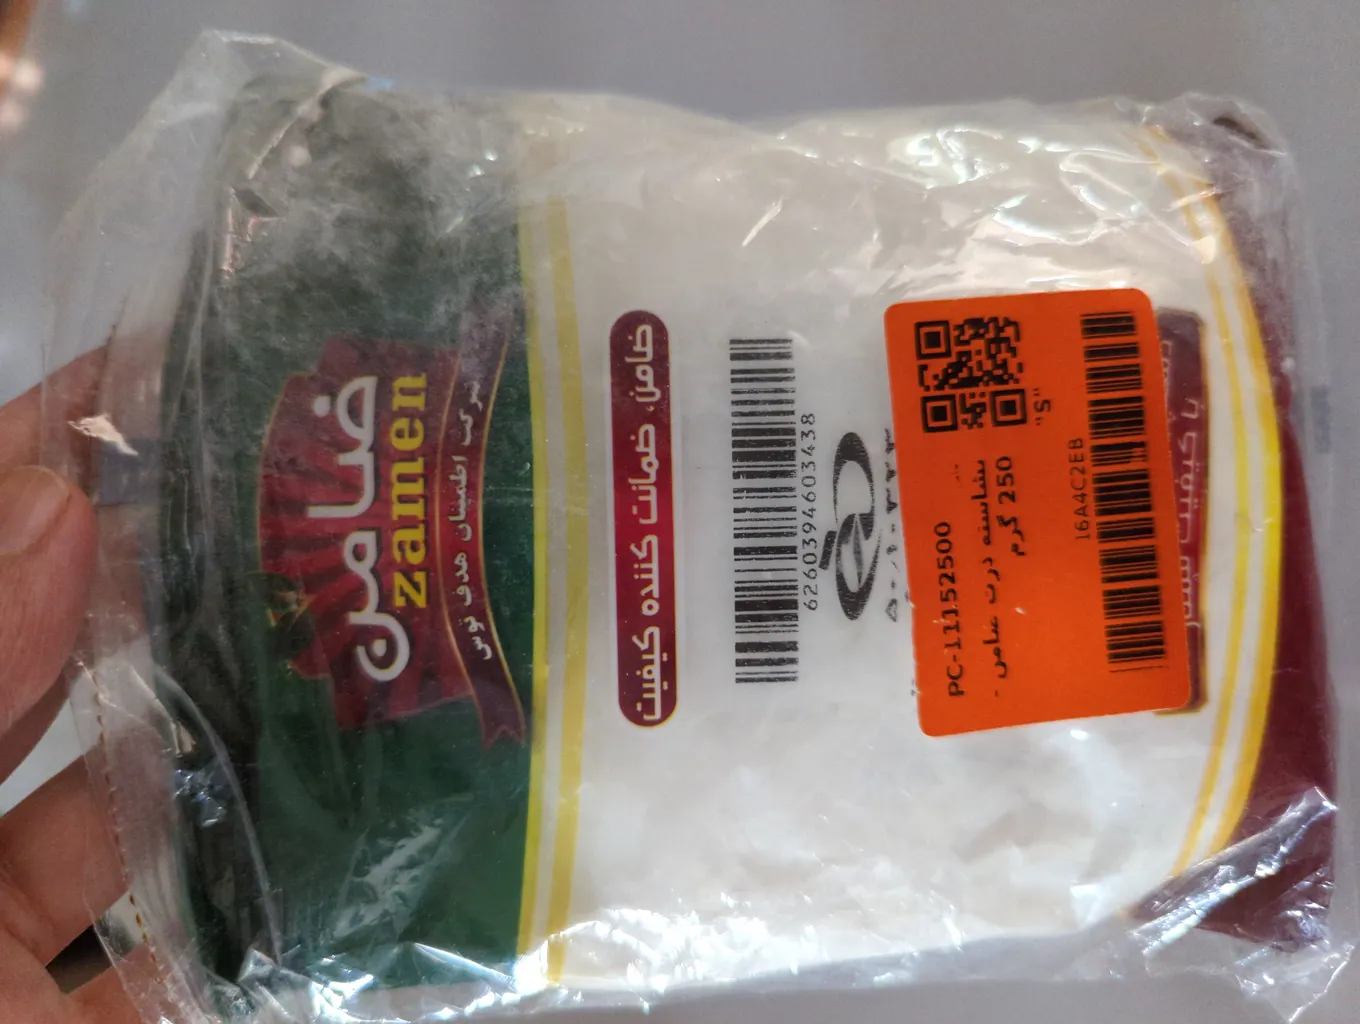 ضامن
zamen
شرکت اطمینان هدف توس
ضامن، ضمانت کننده کیفیت
6260394603438
"S"
PC-11152500
نشاسته ذرت ضامن -
250 گرم
16A4C2EB
با کیفیت